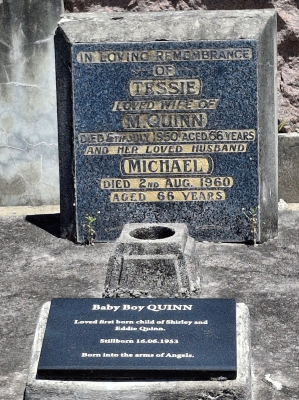 IN LOVING REMEMBRANCE
OF
TESSIE
LOVED WIFE OF
M. QUINN
DIED JULY 1950 AGED 66 YEARS
AND HER LOVED HUSBAND
MICHAEL
DIED 2ND AUG. 1960
AGED 66 YEARS
Baby Boy QUINN
Loved first born child of Shirley and
Eddie Quinn.
Stillborn 16.06.1953
Born into the arms of Angels.